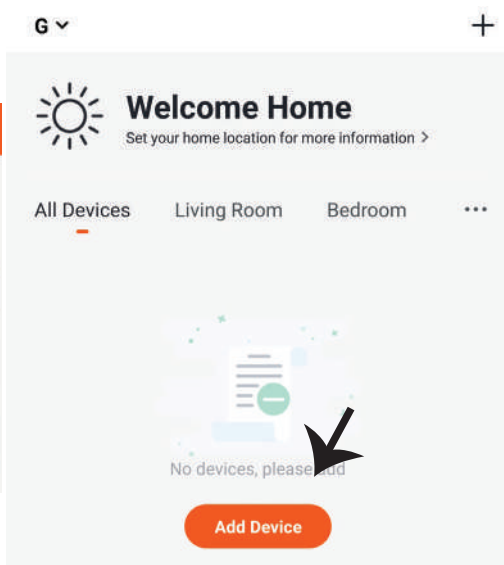 G
Welcome Home
Set your home location for more information >
All Devices Living Room Bedroom ...
No devices, please add
Add Device